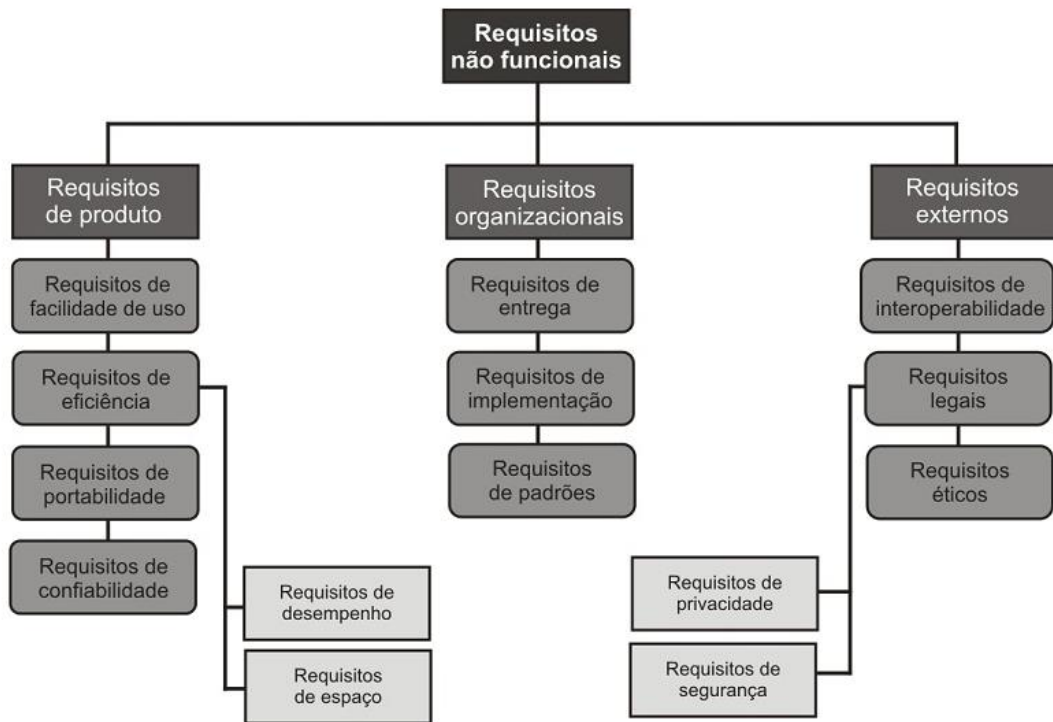 Requisitos
não funcionais
Requisitos
de produto
Requisitos
organizacionais
Requisitos
externos
Requisitos de
facilidade de uso
Requisitos de
entrega
Requisitos de
interoperabilidade
Requisitos de
eficiência
Requisitos de
implementação
Requisitos
legais
Requisitos de
portabilidade
Requisitos
de padrões
Requisitos
éticos
Requisitos de
confiabilidade
Requisitos de
desempenho
Requisitos de
privacidade
Requisitos
de espaço
Requisitos de
segurança